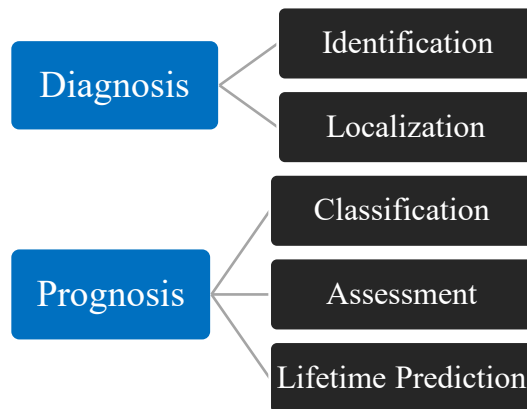 Diagnosis
Identification
Localization
Prognosis
Classification
Assessment
Lifetime Prediction